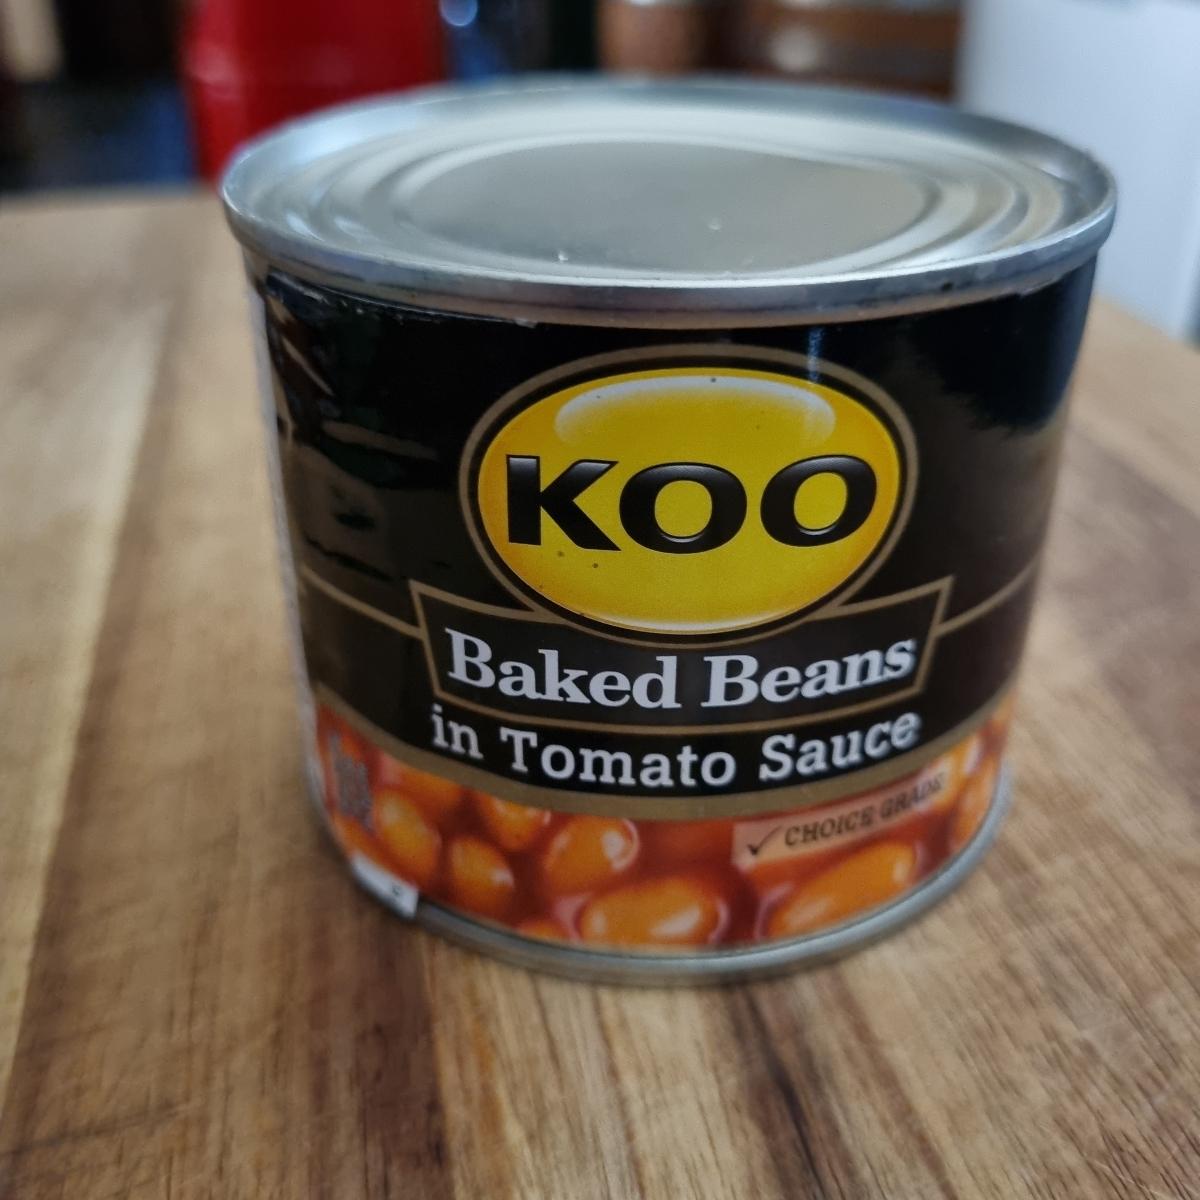 KOO
Baked Beans
in Tomato Sauce
CHOICE GRADE